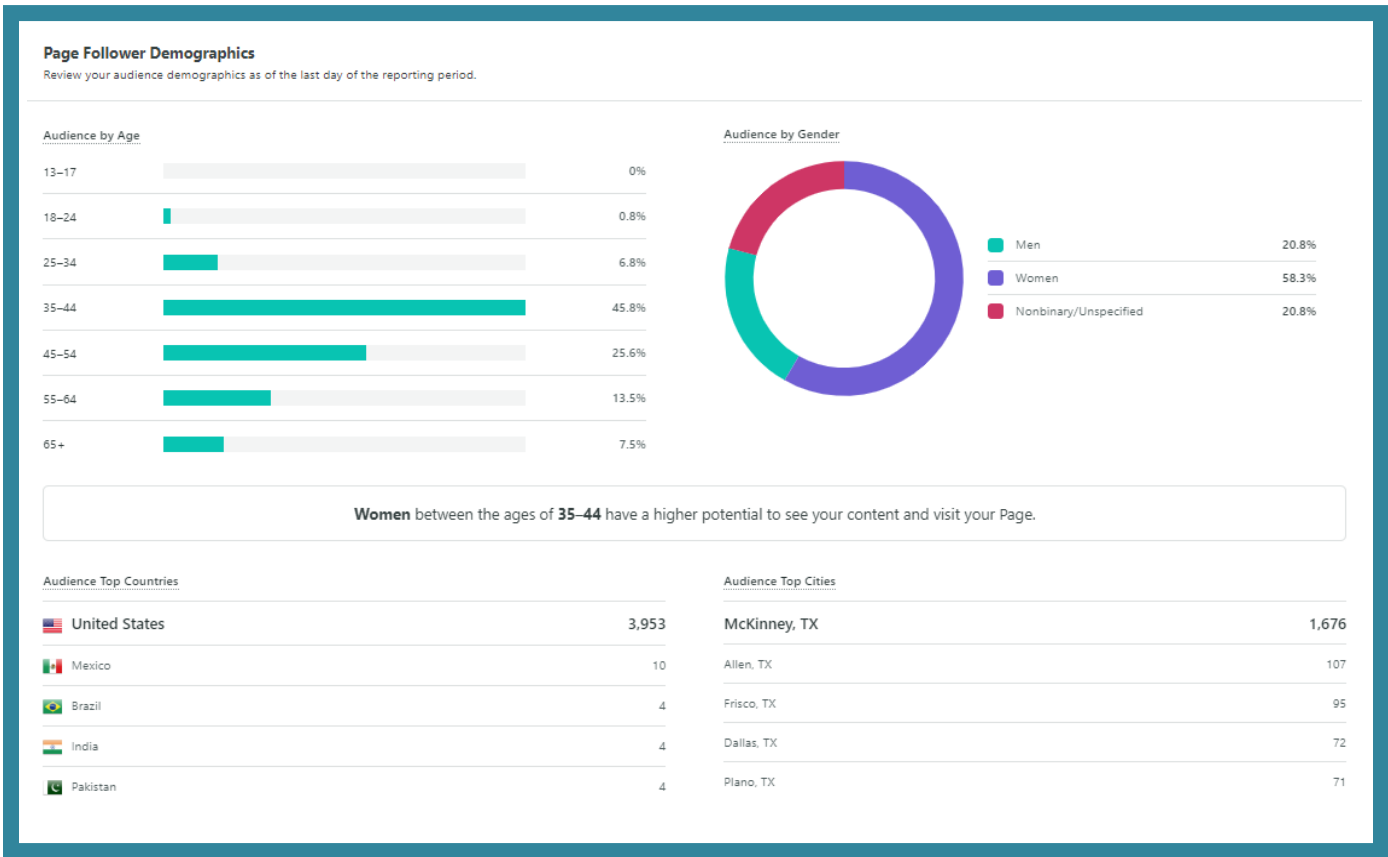 Page Follower Demographics
Review your audience demographics as of the last day of the reporting period.
Audience by Age
13–17 0%
18–24 0.8%
25–34 6.8%
35–44 45.8%
45–54 25.6%
55–64 13.5%
65+ 7.5%
Audience by Gender
Men 20.8%
Women 58.3%
Nonbinary/Unspecified 20.8%
Women between the ages of 35–44 have a higher potential to see your content and visit your Page.
Audience Top Countries
United States 3,953
Mexico 10
Brazil 4
India 4
Pakistan 4
Audience Top Cities
McKinney, TX 1,676
Allen, TX 107
Frisco, TX 95
Dallas, TX 72
Plano, TX 71